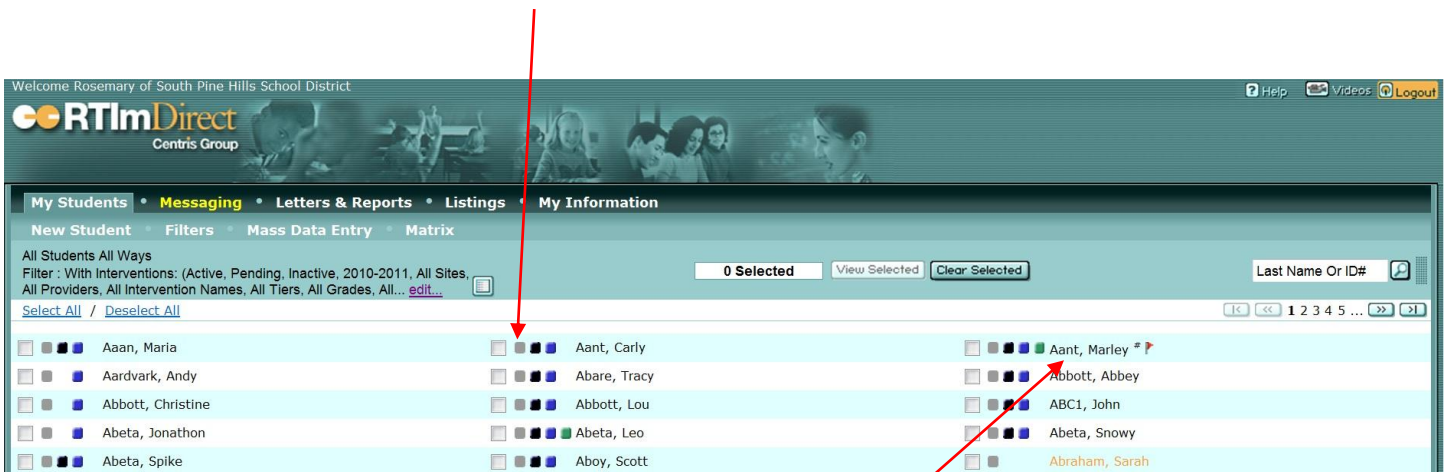 Welcome Rosemary of South Pine Hills School District
Help Videos Logout
RTImDirect
Centris Group
My Students • Messaging • Letters & Reports • Listings • My Information
New Student • Filters • Mass Data Entry • Matrix
All Students All Ways
Filter : With Interventions: (Active, Pending, Inactive, 2010-2011, All Sites,
All Providers, All Intervention Names, All Tiers, All Grades, All... edit...
0 Selected View Selected Clear Selected
Last Name Or ID#
Select All / Deselect All
1 2 3 4 5 ...
Aaan, Maria Aant, Carly Aant, Marley #
Aardvark, Andy Abare, Tracy Abbott, Abbey
Abbott, Christine Abbott, Lou ABC1, John
Abeta, Jonathon Abeta, Leo Abeta, Snowy
Abeta, Spike Aboy, Scott Abraham, Sarah